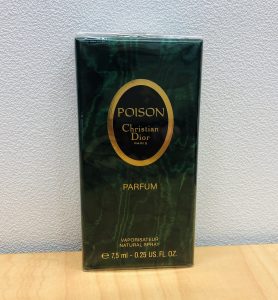 POISON
Christian
Dior
PARIS
PARFUM
VAPORISATEUR
NATURAL SPRAY
℮ 7,5 ml - 0.25 US. FL. OZ.